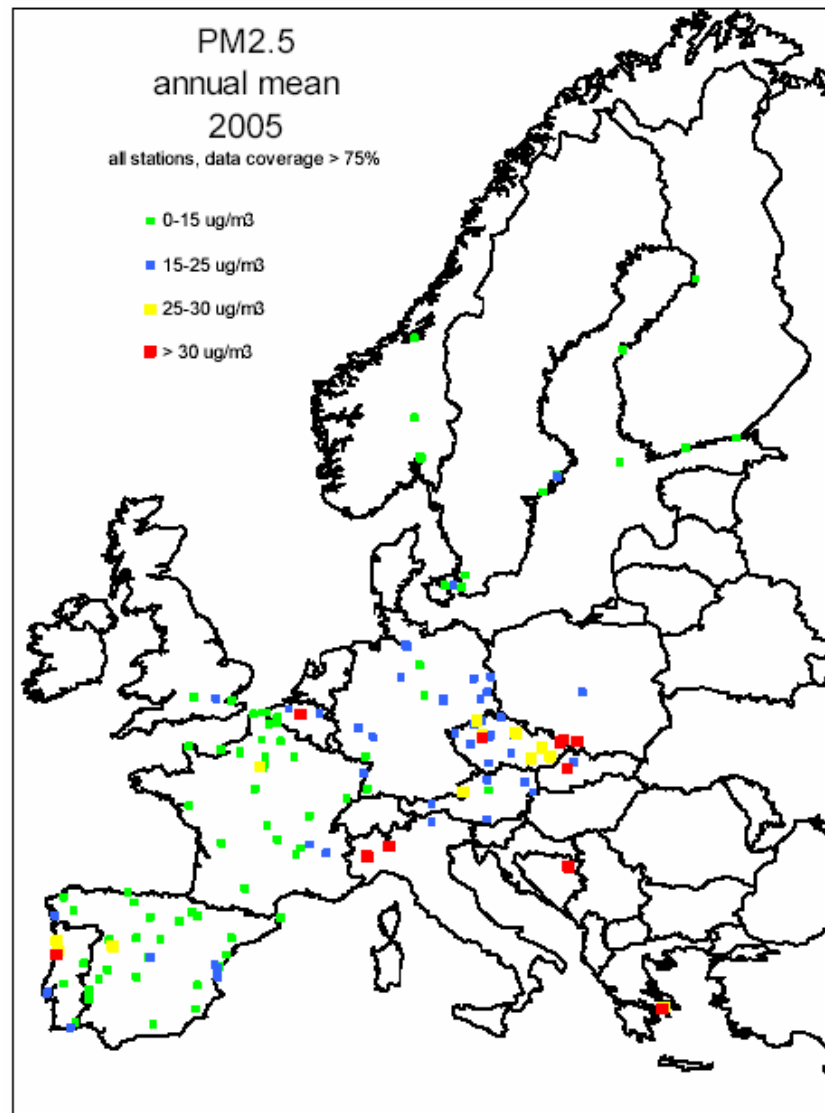 PM2.5
annual mean
2005
all stations, data coverage > 75%
0-15 ug/m3
15-25 ug/m3
25-30 ug/m3
> 30 ug/m3